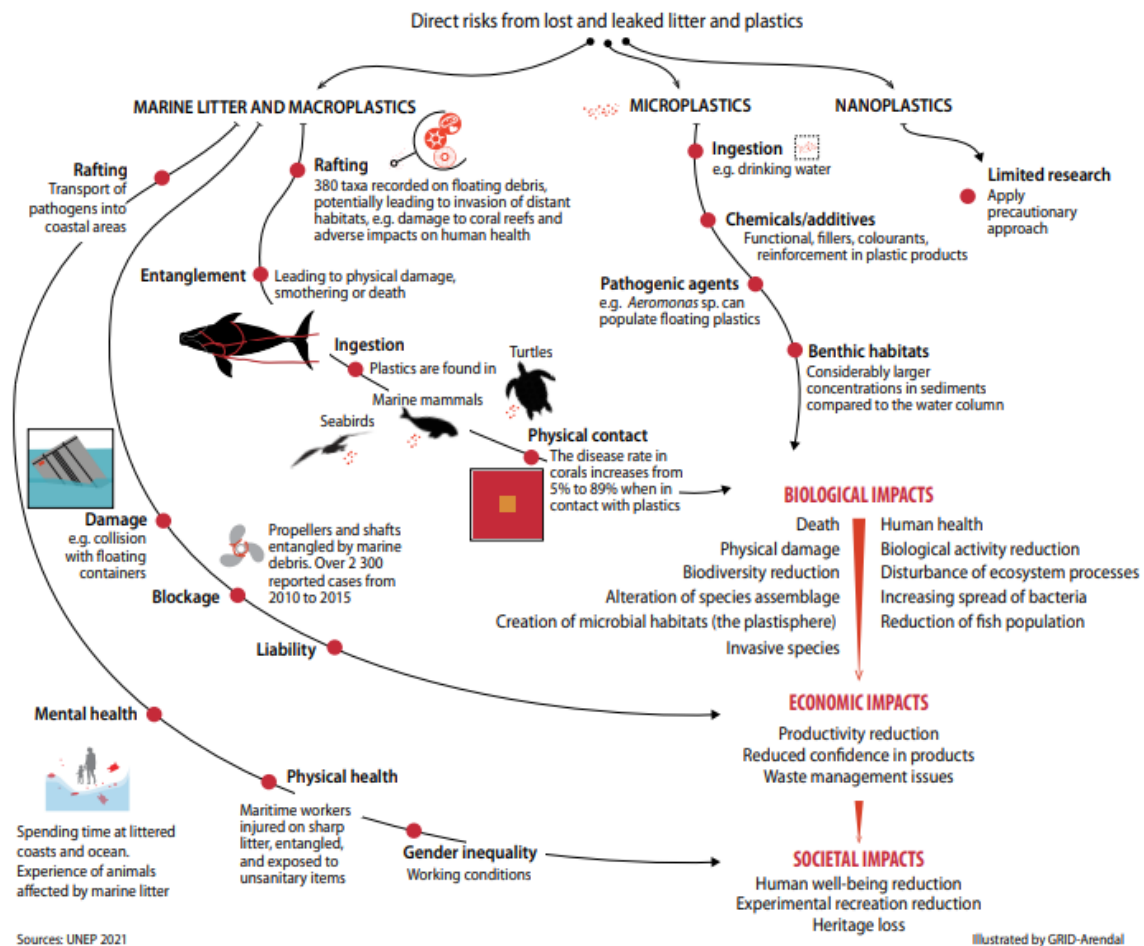 Direct risks from lost and leaked litter and plastics
MARINE LITTER AND MACROPLASTICS
MICROPLASTICS
NANOPLASTICS
Rafting
Transport of
pathogens into
coastal areas
Rafting
380 taxa recorded on floating debris,
potentially leading to invasion of distant
habitats, e.g. damage to coral reefs and
adverse impacts on human health
Entanglement
Leading to physical damage,
smothering or death
Ingestion
Plastics are found in
Turtles
Marine mammals
Seabirds
Physical contact
The disease rate in
corals increases from
5% to 89% when in
contact with plastics
Ingestion
e.g. drinking water
Chemicals/additives
Functional, fillers, colourants,
reinforcement in plastic products
Pathogenic agents
e.g. Aeromonas sp. can
populate floating plastics
Benthic habitats
Considerably larger
concentrations in sediments
compared to the water column
Limited research
Apply
precautionary
approach
Damage
e.g. collision
with floating
containers
Propellers and shafts
entangled by marine
debris. Over 2 300
reported cases from
2010 to 2015
Blockage
Liability
Mental health
Spending time at littered
coasts and ocean.
Experience of animals
affected by marine litter
Physical health
Maritime workers
injured on sharp
litter, entangled,
and exposed to
unsanitary items
Gender inequality
Working conditions
BIOLOGICAL IMPACTS
Death
Physical damage
Biodiversity reduction
Alteration of species assemblage
Creation of microbial habitats (the plastisphere)
Invasive species
Human health
Biological activity reduction
Disturbance of ecosystem processes
Increasing spread of bacteria
Reduction of fish population
ECONOMIC IMPACTS
Productivity reduction
Reduced confidence in products
Waste management issues
SOCIETAL IMPACTS
Human well-being reduction
Experimental recreation reduction
Heritage loss
Sources: UNEP 2021
Illustrated by GRID-Arendal